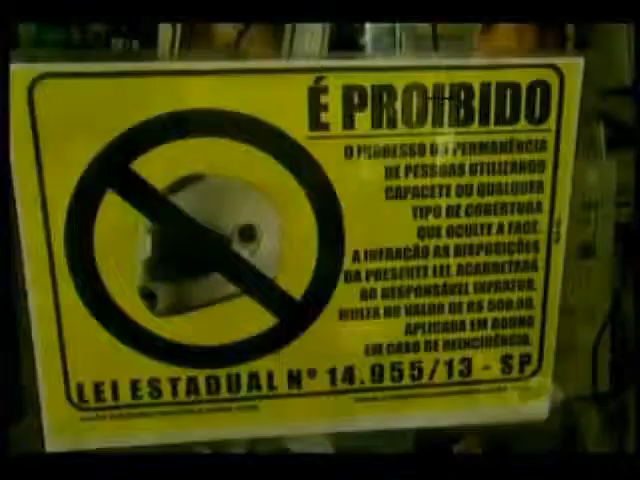 É PROIBIDO
O INGRESSO OU PERMANÊNCIA
DE PESSOAS UTILIZANDO
CAPACETE OU QUALQUER
TIPO DE COBERTURA
QUE OCULTE A FACE.
A INFRAÇÃO AS DISPOSIÇÕES
DA PRESENTE LEI, ACARRETARÁ
AO RESPONSÁVEL INFRATOR,
MULTA NO VALOR DE R$ 500,00,
APLICADA EM DOBRO
EM CASO DE REINCIDÊNCIA.
LEI ESTADUAL Nº 14.955/13 - SP